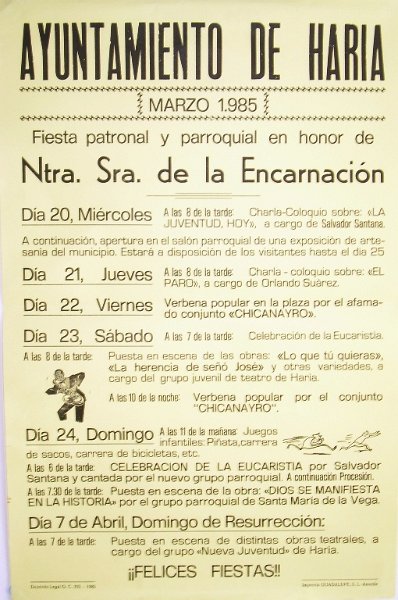 AYUNTAMIENTO DE HARIA
MARZO 1.985
Fiesta patronal y parroquial en honor de
Ntra. Sra. de la Encarnación
Día 20, Miércoles A las 8 de la tarde: Charla-Coloquio sobre: «LA
JUVENTUD, HOY», a cargo de Salvador Santana.
A continuación, apertura en el salón parroquial de una exposición de arte-
sanía del municipio. Estará a disposición de los visitantes hasta el dia 25
Día 21, Jueves A las 8 de la tarde: Charla - coloquio sobre: «EL
PARO», a cargo de Orlando Suárez.
Día 22, Viernes Verbena popular en la plaza por el afama-
do conjunto «CHICANAYRO».
Día 23, Sábado A las 7 de la tarde: Celebración de la Eucaristía.
A las 8 de la tarde: Puesta en escena de las obras: «Lo que tú quieras»,
«La herencia de señó José» y otras variedades, a
cargo del grupo juvenil de teatro de Haria.
A las 10 de la noche: Verbena popular por el conjunto
"CHICANAYRO".
Día 24, Domingo A las 11 de la mañana: Juegos
infantiles: Piñata, carrera
de sacos, carrera de bicicletas, etc.
A las 6 de la tarde: CELEBRACION DE LA EUCARISTIA por Salvador
Santana y cantada por el nuevo grupo parroquial. A continuación Procesión.
A las 7.30 de la tarde: Puesta en escena de la obra: «DIOS SE MANIFIESTA
EN LA HISTORIA» por el grupo parroquial de Santa María de la Vega.
Día 7 de Abril, Domingo de Resurrección:
A las 7 de la tarde: Puesta en escena de distintas obras teatrales, a
cargo del grupo «Nueva Juventud» de Haría.
¡¡FELICES FIESTAS!!
Depósito Legal G. C. 1985
Imprenta GUADALUPE, S. L.